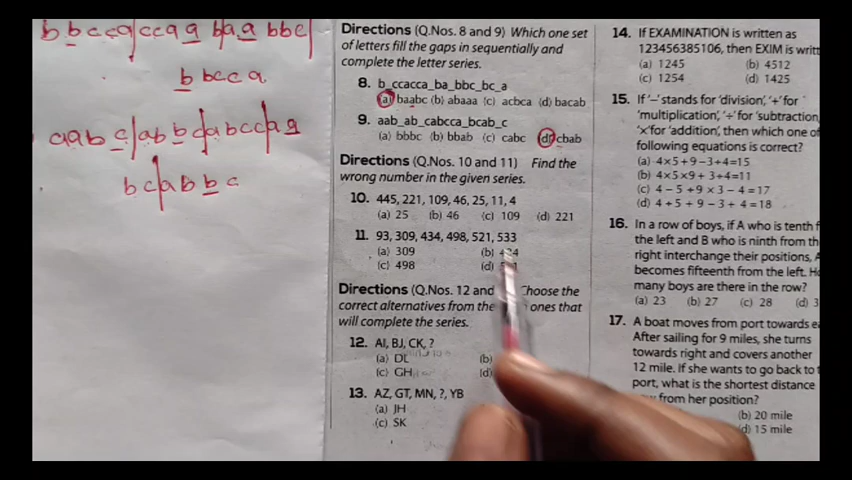 b b c c a | c c a a | b a, a b b c |
b b c c a
a a b c | a b b c | a b c c a a
b c | a b b c
Directions (Q.Nos. 8 and 9) Which one set
of letters fill the gaps in sequentially and
complete the letter series.
8. b_ccacca_ba_bbc_bc_a
(a) baabc (b) abaaa (c) acbca (d) bacab
9. aab_ab_cabcca_bcab_c
(a) bbbc (b) bbab (c) cabc (d) cbab
Directions (Q.Nos. 10 and 11) Find the
wrong number in the given series.
10. 445, 221, 109, 46, 25, 11, 4
(a) 25 (b) 46 (c) 109 (d) 221
11. 93, 309, 434, 498, 521, 533
(a) 309 (b)
(c) 498 (d)
Directions (Q.Nos. 12 and Choose the
correct alternatives from the ones that
will complete the series.
12. AI, BJ, CK, ?
(a) DL (b)
(c) GH (d)
13. AZ, GT, MN, ?, YB
(a) JH
(c) SK
14. If EXAMINATION is written as
123456385106, then EXIM is writt
(a) 1245 (b) 4512
(c) 1254 (d) 1425
15. If '–' stands for 'division', '+' for
'multiplication', '÷' for 'subtraction,
'×' for 'addition', then which one of
following equations is correct?
(a) 4×5+9–3÷4=15
(b) 4×5×9+3÷4=11
(c) 4–5÷9×3–4=17
(d) 4÷5+9–3+4=18
16. In a row of boys, if A who is tenth f
the left and B who is ninth from th
right interchange their positions, A
becomes fifteenth from the left. Ho
many boys are there in the row?
(a) 23 (b) 27 (c) 28 (d) 3
17. A boat moves from port towards ea
After sailing for 9 miles, she turns
towards right and covers another
12 mile. If she wants to go back to
port, what is the shortest distance
from her position?
(b) 20 mile
(d) 15 mile